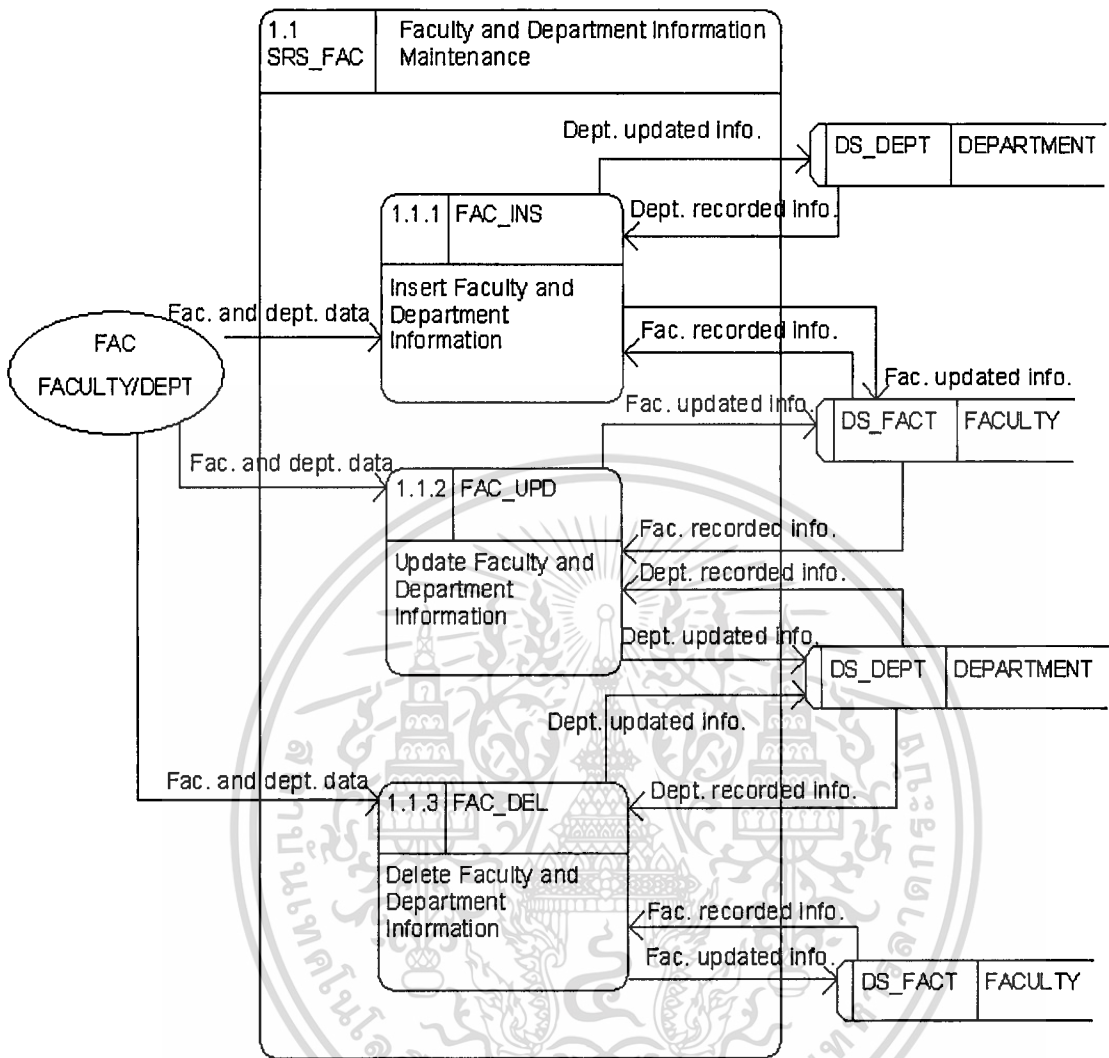 1.1
SRS_FAC
Faculty and Department Information
Maintenance
Dept. updated info.
DS_DEPT
DEPARTMENT
1.1.1
FAC_INS
Dept. recorded info.
Insert Faculty and
Department
Information
Fac. and dept. data
Fac. recorded info.
FAC
FACULTY/DEPT
Fac. updated info.
Fac. updated info.
DS_FACT
FACULTY
Fac. and dept. data
1.1.2
FAC_UPD
Fac. recorded info.
Update Faculty and
Department
Information
Dept. recorded info.
Dept. updated info.
DS_DEPT
DEPARTMENT
Dept. updated info.
Fac. and dept. data
1.1.3
FAC_DEL
Dept. recorded info.
Delete Faculty and
Department
Information
Fac. recorded info.
Fac. updated info.
DS_FACT
FACULTY